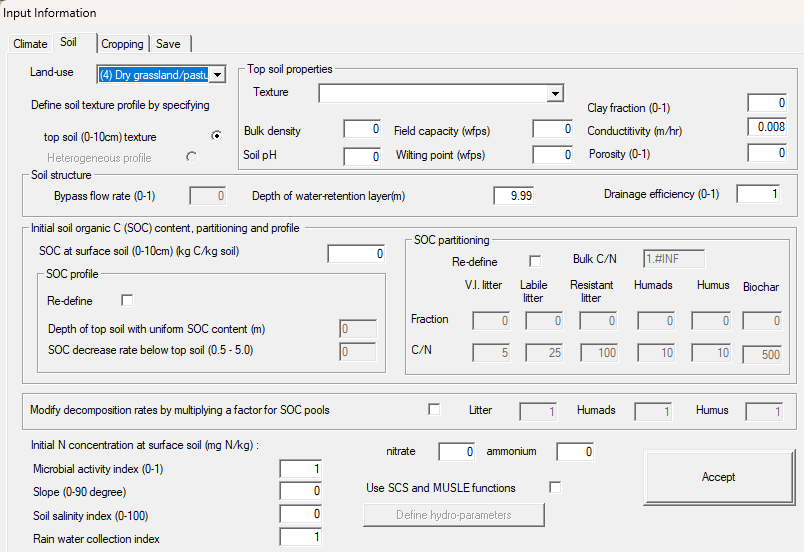 Input Information
Climate Soil Cropping Save
Land-use (4) Dry grassland/pastu
Top soil properties
Texture
Define soil texture profile by specifying
top soil (0-10cm) texture
Heterogeneous profile
Clay fraction (0-1) 0
Bulk density 0 Field capacity (wfps) 0 Conductitivity (m/hr) 0.008
Soil pH 0 Wilting point (wfps) 0 Porosity (0-1) 0
Soil structure
Bypass flow rate (0-1) 0 Depth of water-retention layer(m) 9.99 Drainage efficiency (0-1) 1
Initial soil organic C (SOC) content, partitioning and profile
SOC at surface soil (0-10cm) (kg C/kg soil) 0
SOC profile
Re-define
Depth of top soil with uniform SOC content (m) 0
SOC decrease rate below top soil (0.5 - 5.0) 0
SOC partitioning
Re-define Bulk C/N 1.#INF
V.l. litter Labile litter Resistant litter Humads Humus Biochar
Fraction 0 0 0 0 0 0
C/N 5 25 100 10 10 500
Modify decomposition rates by multiplying a factor for SOC pools Litter 1 Humads 1 Humus 1
Initial N concentration at surface soil (mg N/kg) : nitrate 0 ammonium 0
Microbial activity index (0-1) 1
Slope (0-90 degree) 0
Soil salinity index (0-100) 0
Rain water collection index 1
Use SCS and MUSLE functions
Define hydro-parameters
Accept